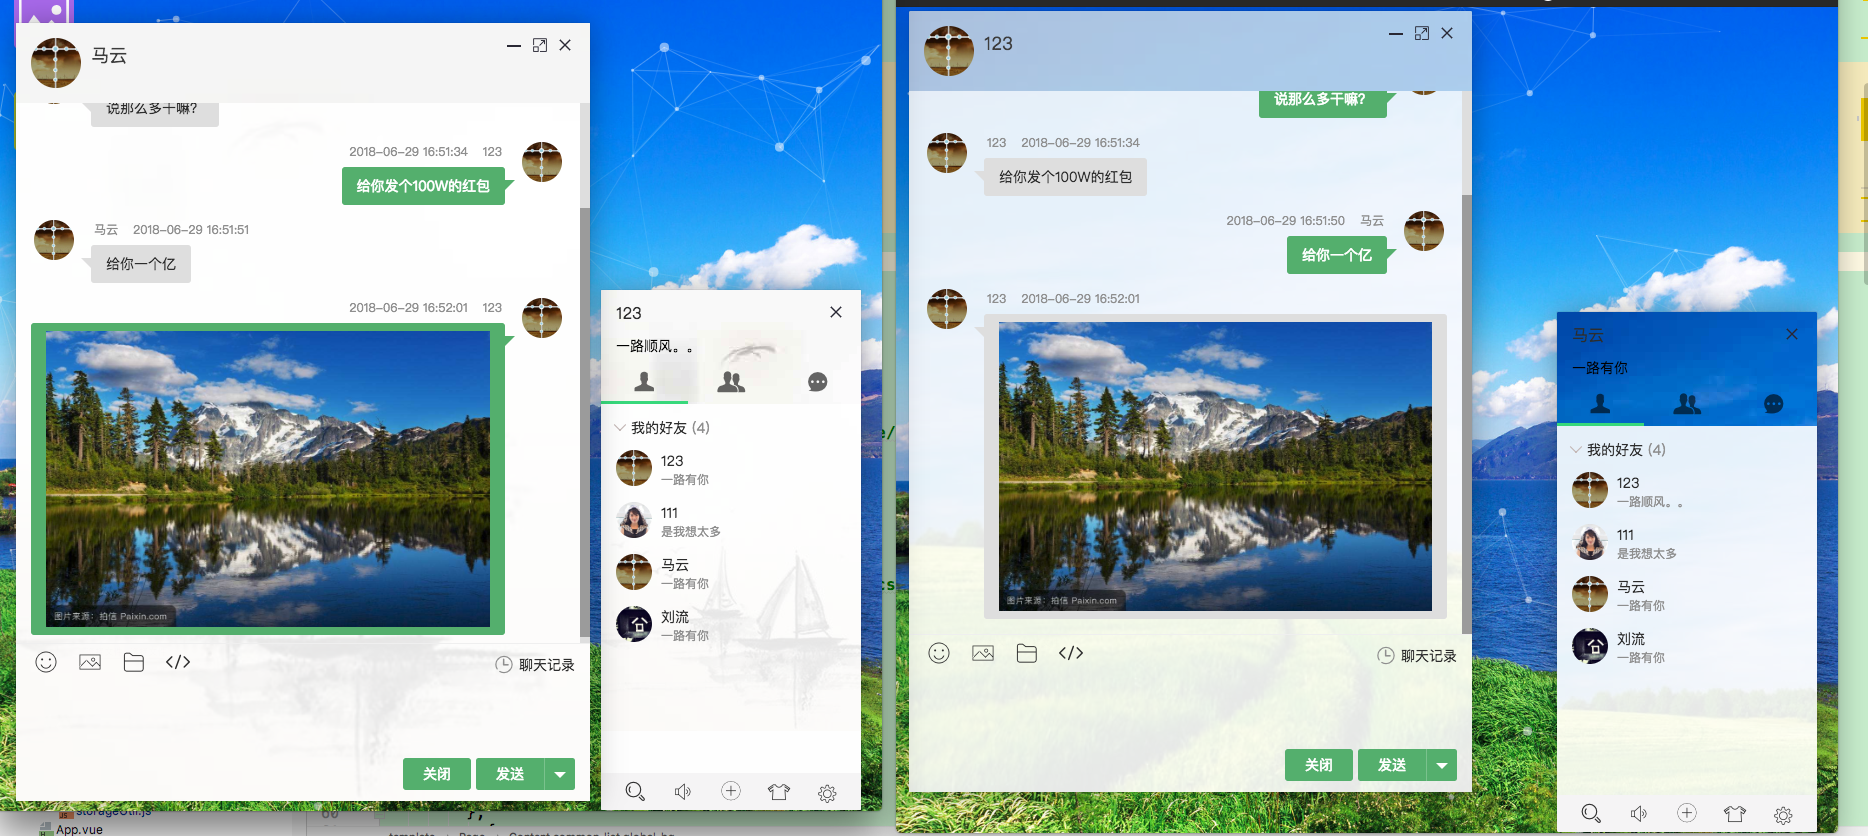 马云
说那么多干嘛?
2018-06-29 16:51:34 123
给你发个100W的红包
马云 2018-06-29 16:51:51
给你一个亿
2018-06-29 16:52:01 123
图片来源：拍信 Paixin.com
聊天记录
关闭
发送
123
一路顺风。。
我的好友 (4)
123
一路有你
111
是我想太多
马云
一路有你
刘流
一路有你
123
说那么多干嘛?
123 2018-06-29 16:51:34
给你发个100W的红包
2018-06-29 16:51:50 马云
给你一个亿
123 2018-06-29 16:52:01
图片来源：拍信 Paixin.com
聊天记录
关闭
发送
马云
一路有你
我的好友 (4)
123
一路顺风。。
111
是我想太多
马云
一路有你
刘流
一路有你
storageUtil.js
App.vue
60
},